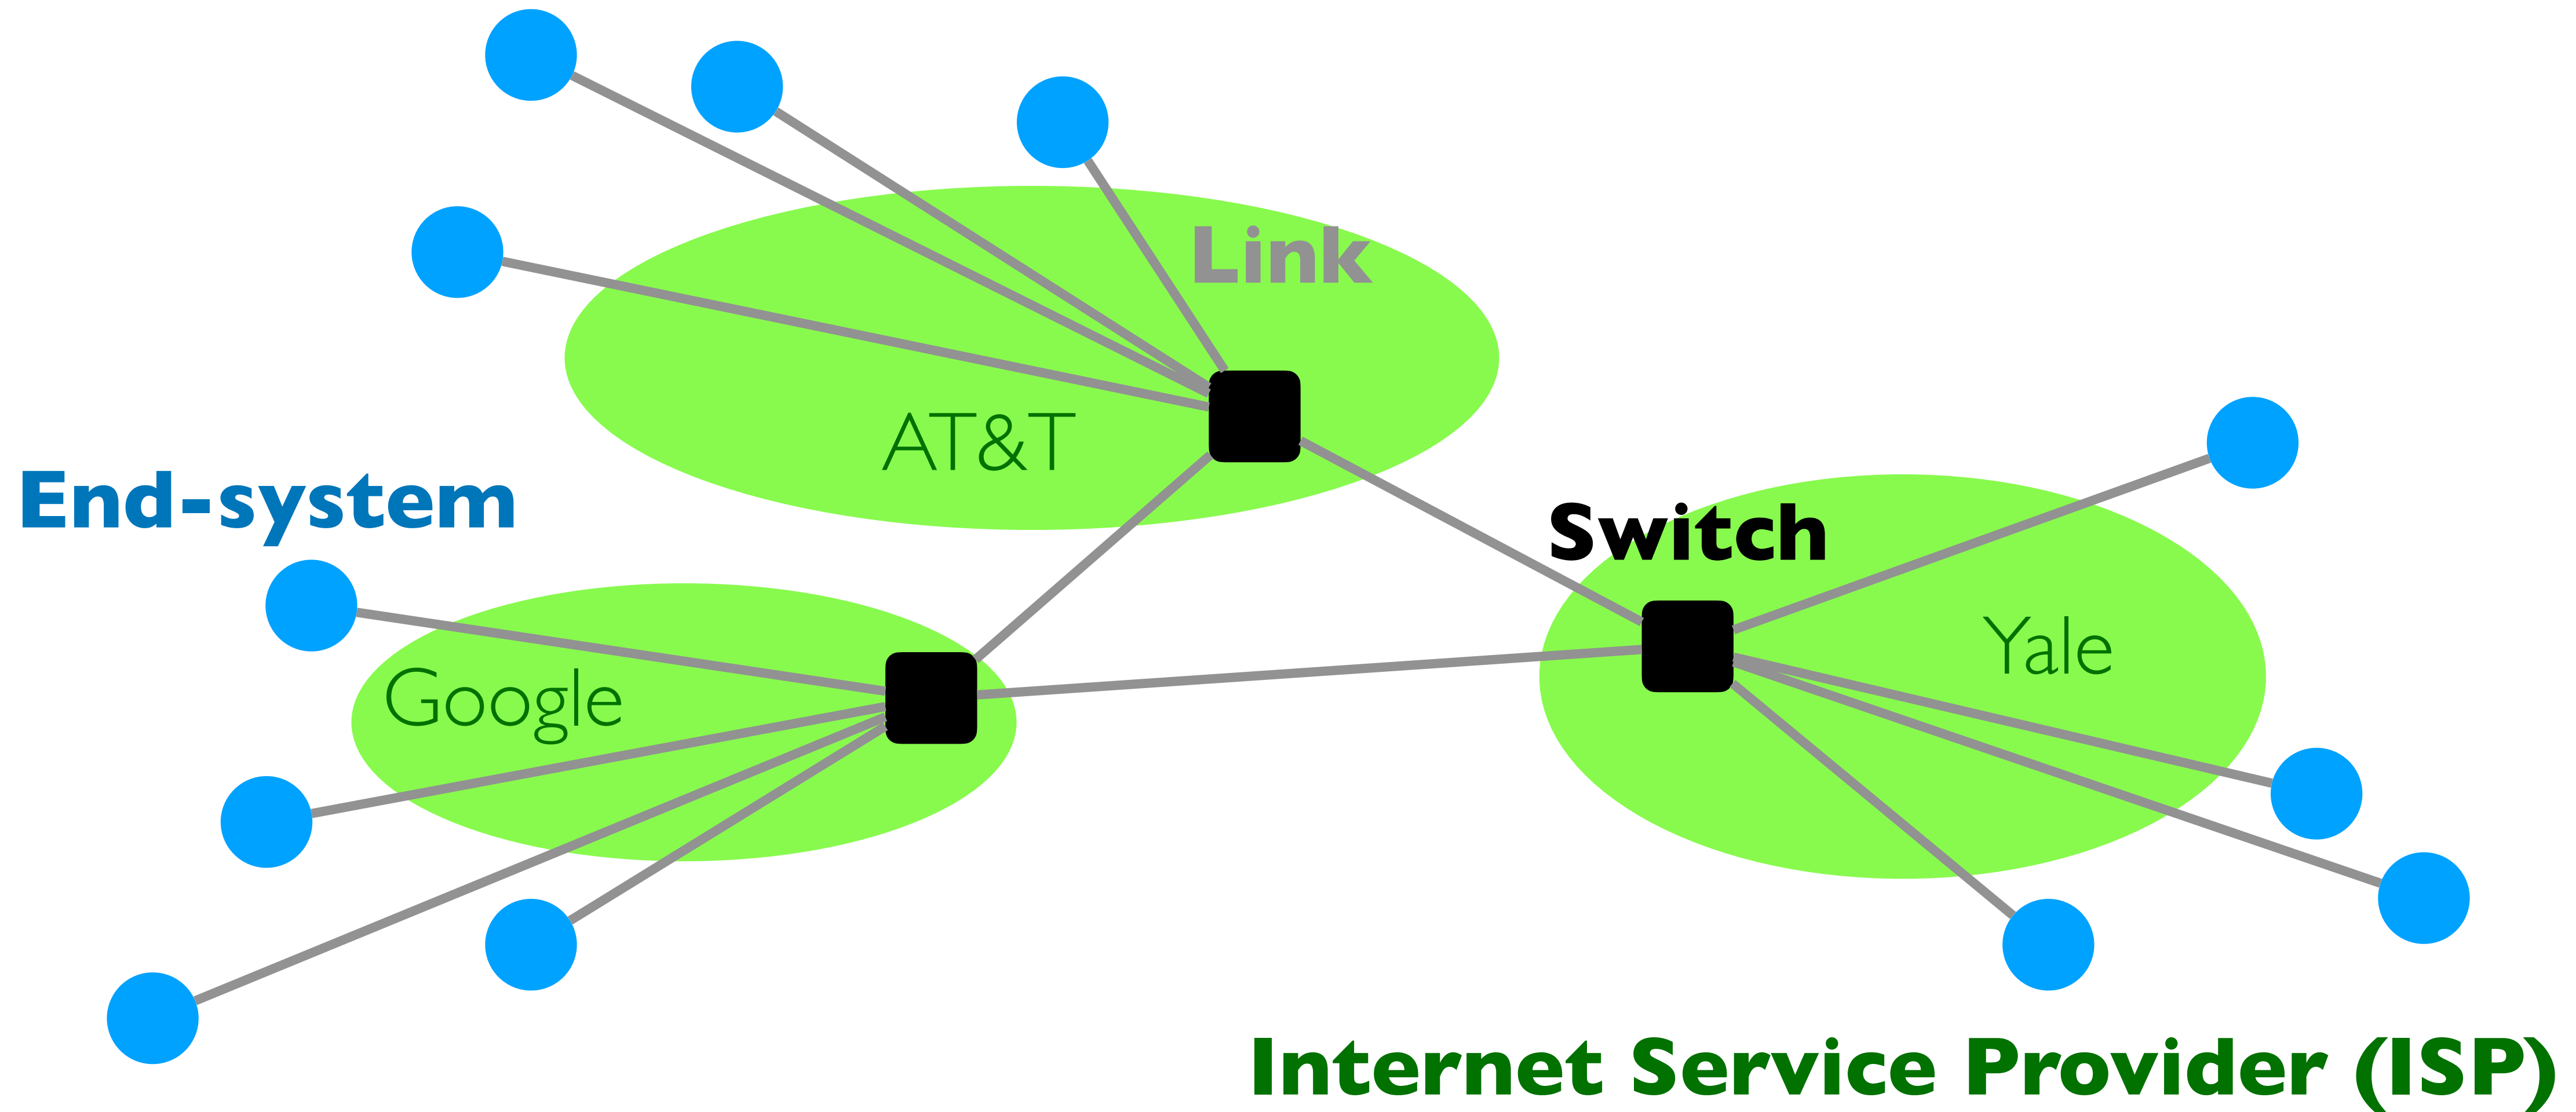 Link
AT&T
End-system
Switch
Yale
Google
Internet Service Provider (ISP)